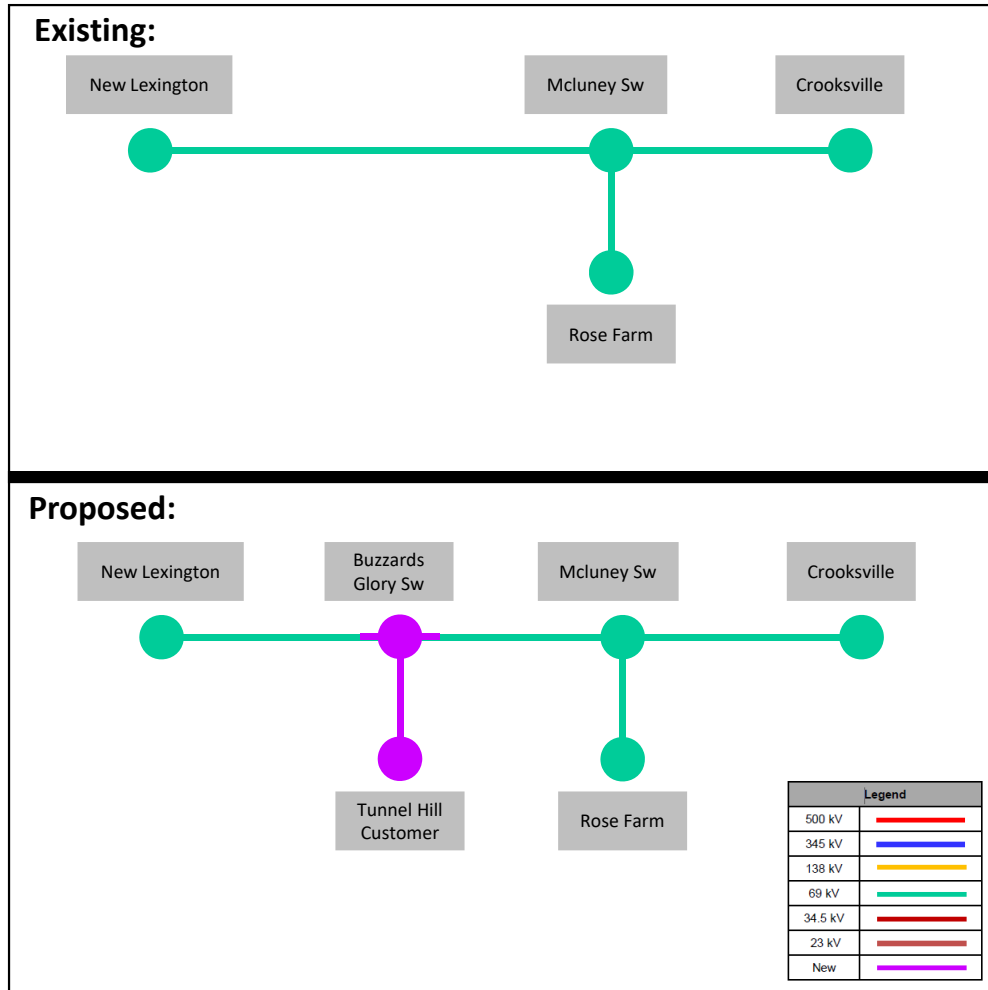 Existing:
New Lexington
Mcluney Sw
Crooksville
Rose Farm
Proposed:
New Lexington
Buzzards
Glory Sw
Mcluney Sw
Crooksville
Tunnel Hill
Customer
Rose Farm
Legend
500 kV
345 kV
138 kV
69 kV
34.5 kV
23 kV
New